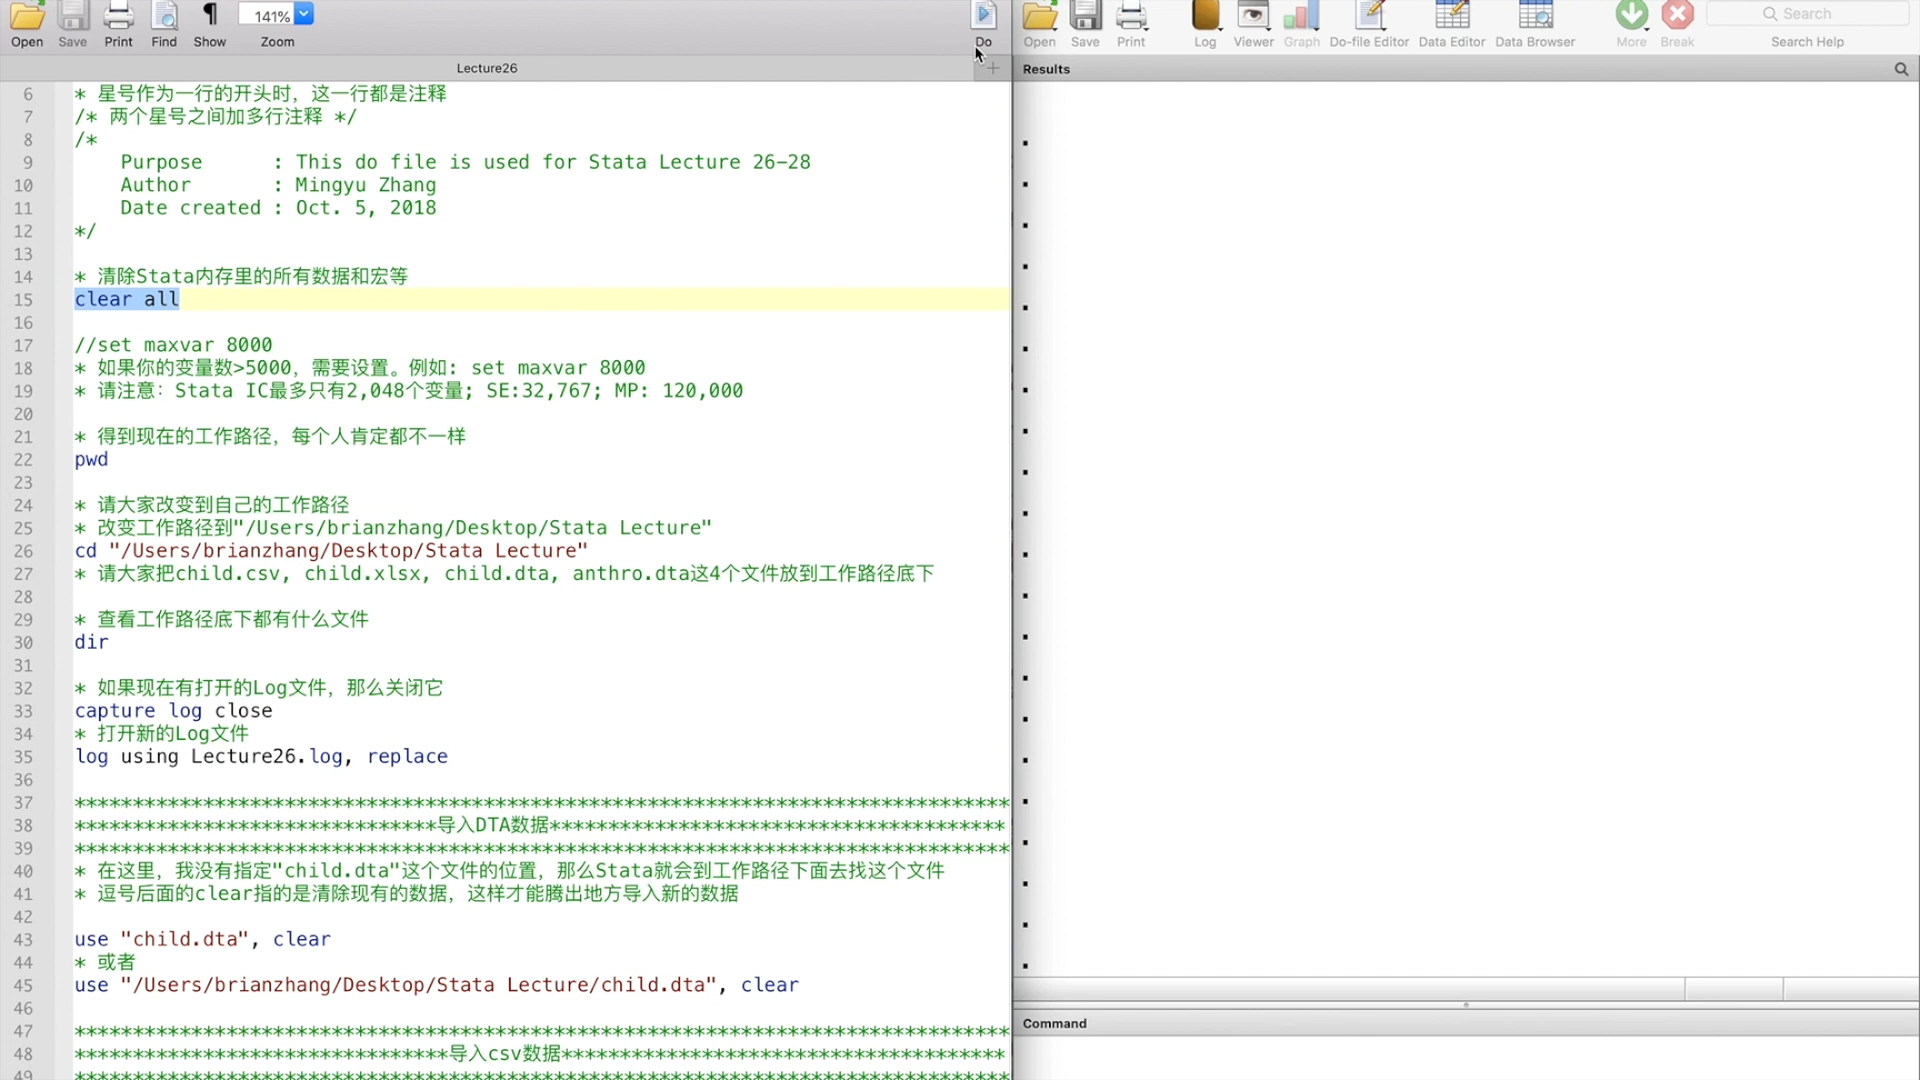 Open Save Print Find Show 141% Zoom Do
Open Save Print Log Viewer Graph Do-file Editor Data Editor Data Browser More Break Search Search Help
Lecture26
Results
6 * 星号作为一行的开头时，这一行都是注释
7 /* 两个星号之间加多行注释 */
8 /*
9 Purpose : This do file is used for Stata Lecture 26-28
10 Author : Mingyu Zhang
11 Date created : Oct. 5, 2018
12 */
13
14 * 清除Stata内存里的所有数据和宏等
15 clear all
16
17 //set maxvar 8000
18 * 如果你的变量数>5000，需要设置。例如: set maxvar 8000
19 * 请注意：Stata IC最多只有2,048个变量; SE:32,767; MP: 120,000
20
21 * 得到现在的工作路径，每个人肯定都不一样
22 pwd
23
24 * 请大家改变到自己的工作路径
25 * 改变工作路径到"/Users/brianzhang/Desktop/Stata Lecture"
26 cd "/Users/brianzhang/Desktop/Stata Lecture"
27 * 请大家把child.csv, child.xlsx, child.dta, anthro.dta这4个文件放到工作路径底下
28
29 * 查看工作路径底下都有什么文件
30 dir
31
32 * 如果现在有打开的Log文件，那么关闭它
33 capture log close
34 * 打开新的Log文件
35 log using Lecture26.log, replace
36
37 ********************************************************************************
38 *******************************导入DTA数据***************************************
39 ********************************************************************************
40 * 在这里，我没有指定"child.dta"这个文件的位置，那么Stata就会到工作路径下面去找这个文件
41 * 逗号后面的clear指的是清除现有的数据，这样才能腾出地方导入新的数据
42
43 use "child.dta", clear
44 * 或者
45 use "/Users/brianzhang/Desktop/Stata Lecture/child.dta", clear
46
47 ********************************************************************************
48 ********************************导入csv数据**************************************
49 ********************************************************************************
Command